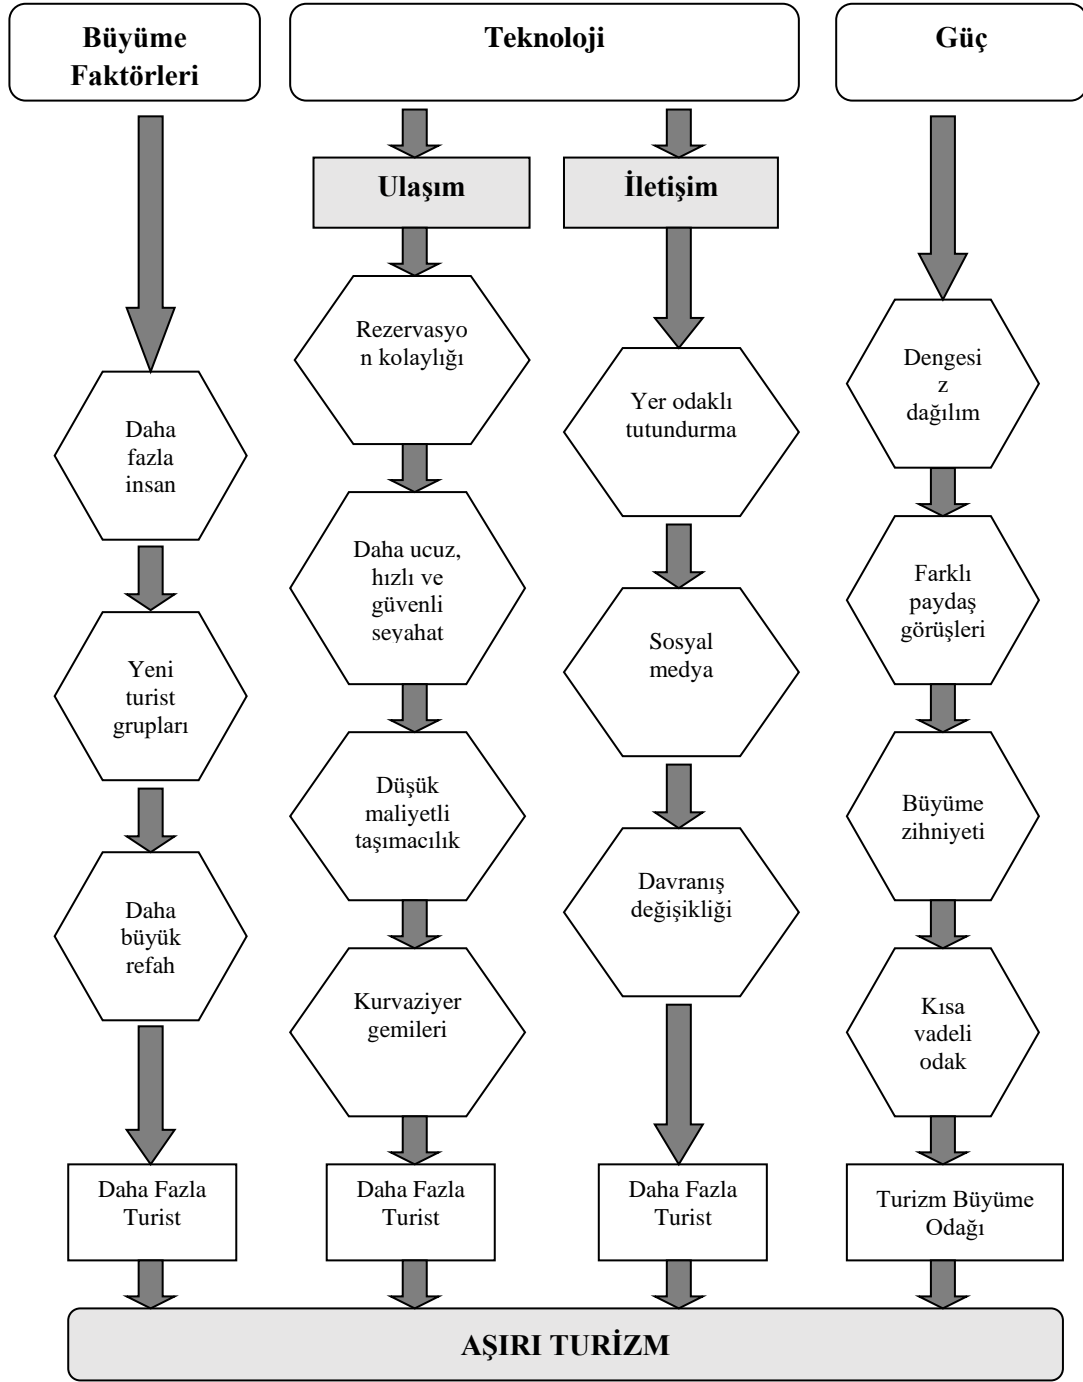 Büyüme
Faktörleri
Teknoloji
Güç
Ulaşım
İletişim
Rezervasyo
n kolaylığı
Yer odaklı
tutundurma
Dengesi
z
dağılım
Daha
fazla
insan
Daha ucuz,
hızlı ve
güvenli
seyahat
Farklı
paydaş
görüşleri
Sosyal
medya
Yeni
turist
grupları
Düşük
maliyetli
taşımacılık
Büyüme
zihniyeti
Davranış
değişikliği
Daha
büyük
refah
Kurvaziyer
gemileri
Kısa
vadeli
odak
Daha Fazla
Turist
Daha Fazla
Turist
Daha Fazla
Turist
Turizm Büyüme
Odağı
AŞIRI TURİZM